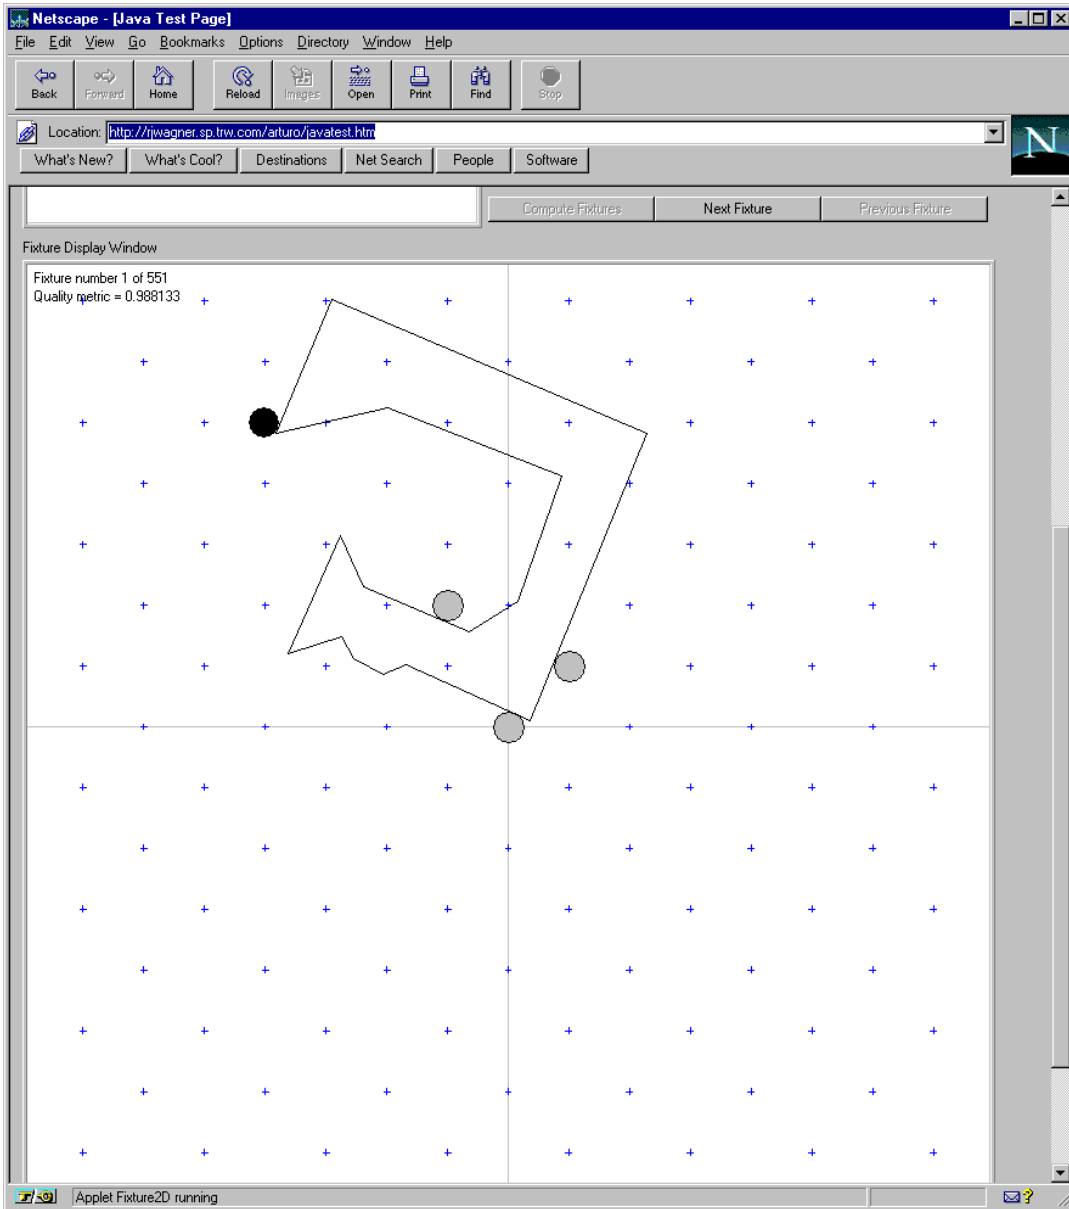 Netscape - [Java Test Page]
File Edit View Go Bookmarks Options Directory Window Help
Back Forward Home Reload Images Open Print Find Stop
Location: http://rjwagner.sp.trw.com/arturo/javatest.htm
N
What's New? What's Cool? Destinations Net Search People Software
Compute Fixtures Next Fixture Previous Fixture
Fixture Display Window
Fixture number 1 of 551
Quality metric = 0.988133
Applet Fixture2D running